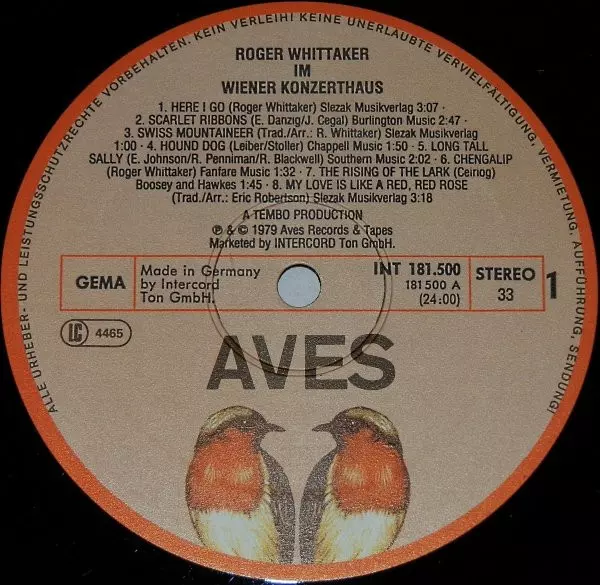 ALLE URHEBER- UND LEISTUNGSSCHUTZRECHTE VORBEHALTEN. KEIN VERLEIH! KEINE UNERLAUBTE VERVIELFÄLTIGUNG, VERMIETUNG, AUFFÜHRUNG, SENDUNG!
ROGER WHITTAKER
IM
WIENER KONZERTHAUS
1. HERE I GO (Roger Whittaker) Slezak Musikverlag 3:07 ·
2. SCARLET RIBBONS (E. Danzig/J. Cegal) Burlington Music 2:47 ·
3. SWISS MOUNTAINEER (Trad./Arr.: R. Whittaker) Slezak Musikverlag
1:00 · 4. HOUND DOG (Leiber/Stoller) Chappell Music 1:50 · 5. LONG TALL
SALLY (E. Johnson/R. Penniman/R. Blackwell) Southern Music 2:02 · 6. CHENGALIP
(Roger Whittaker) Fanfare Music 1:32 · 7. THE RISING OF THE LARK (Ceinog)
Boosey and Hawkes 1:45 · 8. MY LOVE IS LIKE A RED, RED ROSE
(Trad./Arr.: Eric Robertson) Slezak Musikverlag 3:18
A TEMBO PRODUCTION
℗ & © 1979 Aves Records & Tapes
Marketed by INTERCORD Ton GmbH.
GEMA
Made in Germany
by Intercord
Ton GmbH.
INT 181.500
181 500 A
(24:00)
STEREO
33
1
LC 4465
AVES